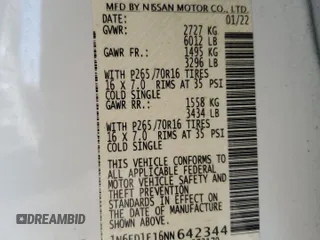 MFD BY NISSAN MOTOR CO., LTD.
DATE: 01/22
GVWR: 2727 KG
6012 LB
GAWR FR.: 1495 KG
3296 LB
WITH P265/70R16 TIRES
16 X 7.0 RIMS AT 35 PSI
COLD SINGLE
GAWR RR.: 1558 KG
3434 LB
WITH P265/70R16 TIRES
16 X 7.0 RIMS AT 35 PSI
COLD SINGLE
THIS VEHICLE CONFORMS TO
ALL APPLICABLE FEDERAL
MOTOR VEHICLE SAFETY AND
THEFT PREVENTION
STANDARDS IN EFFECT ON
THE DATE OF MANUFACTURE
SHOWN ABOVE.
642344
DREAMBID